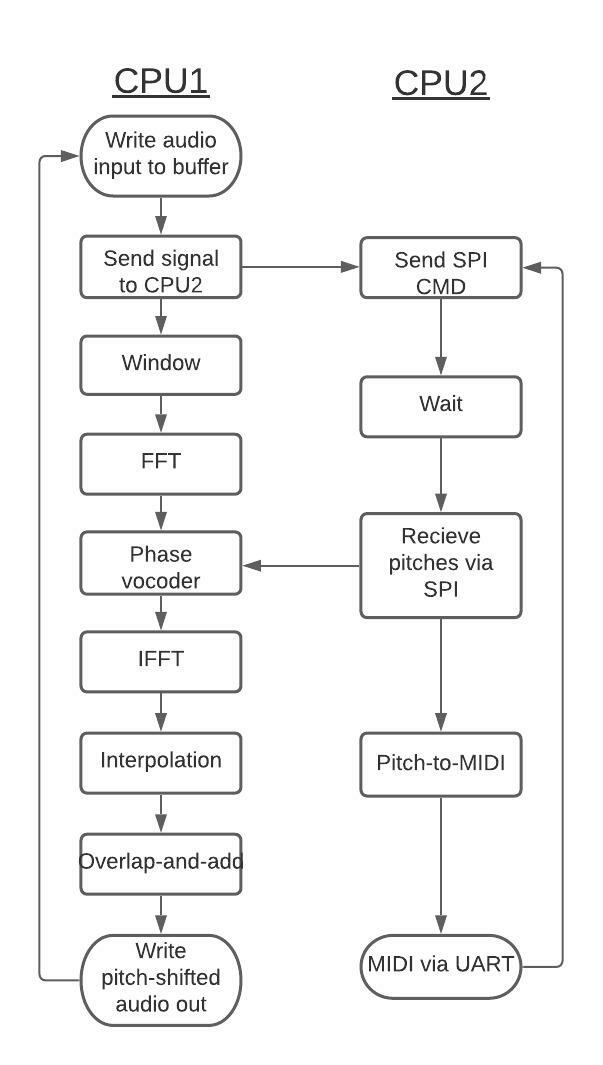 CPU1
Write audio
input to buffer
Send signal
to CPU2
Window
FFT
Phase
vocoder
IFFT
Interpolation
Overlap-and-add
Write
pitch-shifted
audio out
CPU2
Send SPI
CMD
Wait
Recieve
pitches via
SPI
Pitch-to-MIDI
MIDI via UART